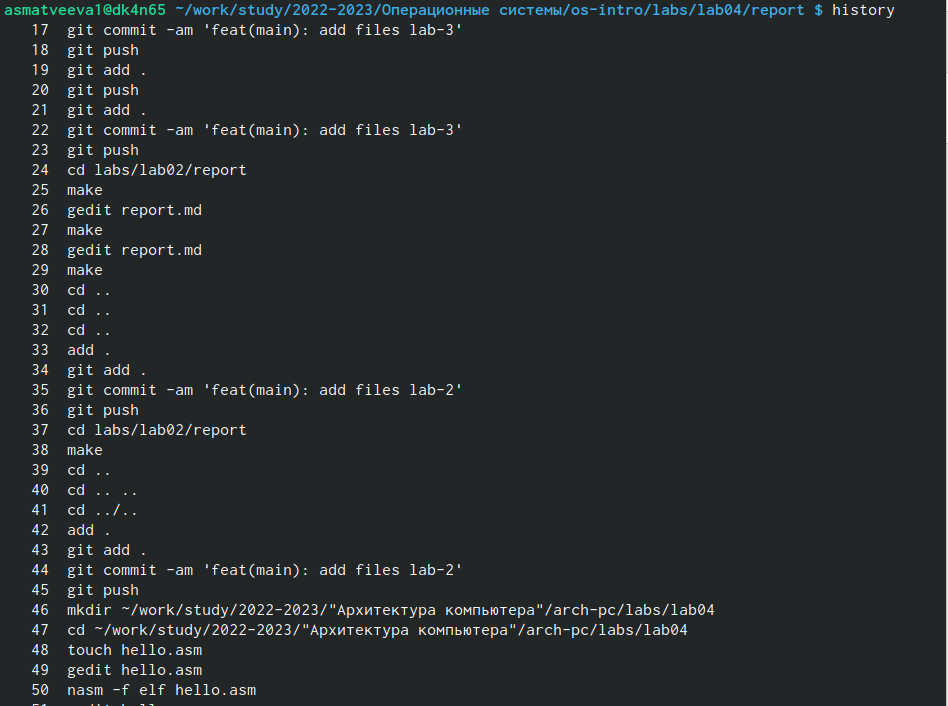 asmatveeva1@dk4n65 ~/work/study/2022-2023/Операционные системы/os-intro/labs/lab04/report $ history
17 git commit -am 'feat(main): add files lab-3'
18 git push
19 git add .
20 git push
21 git add .
22 git commit -am 'feat(main): add files lab-3'
23 git push
24 cd labs/lab02/report
25 make
26 gedit report.md
27 make
28 gedit report.md
29 make
30 cd ..
31 cd ..
32 cd ..
33 add .
34 git add .
35 git commit -am 'feat(main): add files lab-2'
36 git push
37 cd labs/lab02/report
38 make
39 cd ..
40 cd .. ..
41 cd ../..
42 add .
43 git add .
44 git commit -am 'feat(main): add files lab-2'
45 git push
46 mkdir ~/work/study/2022-2023/"Архитектура компьютера"/arch-pc/labs/lab04
47 cd ~/work/study/2022-2023/"Архитектура компьютера"/arch-pc/labs/lab04
48 touch hello.asm
49 gedit hello.asm
50 nasm -f elf hello.asm